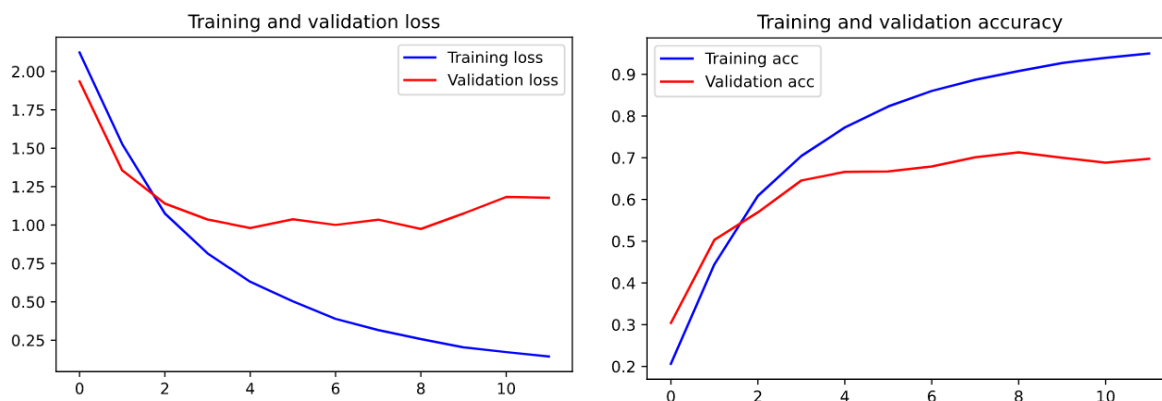 Training and validation loss
Training loss
Validation loss
2.00
1.75
1.50
1.25
1.00
0.75
0.50
0.25
0 2 4 6 8 10
Training and validation accuracy
Training acc
Validation acc
0.9
0.8
0.7
0.6
0.5
0.4
0.3
0.2
0 2 4 6 8 10